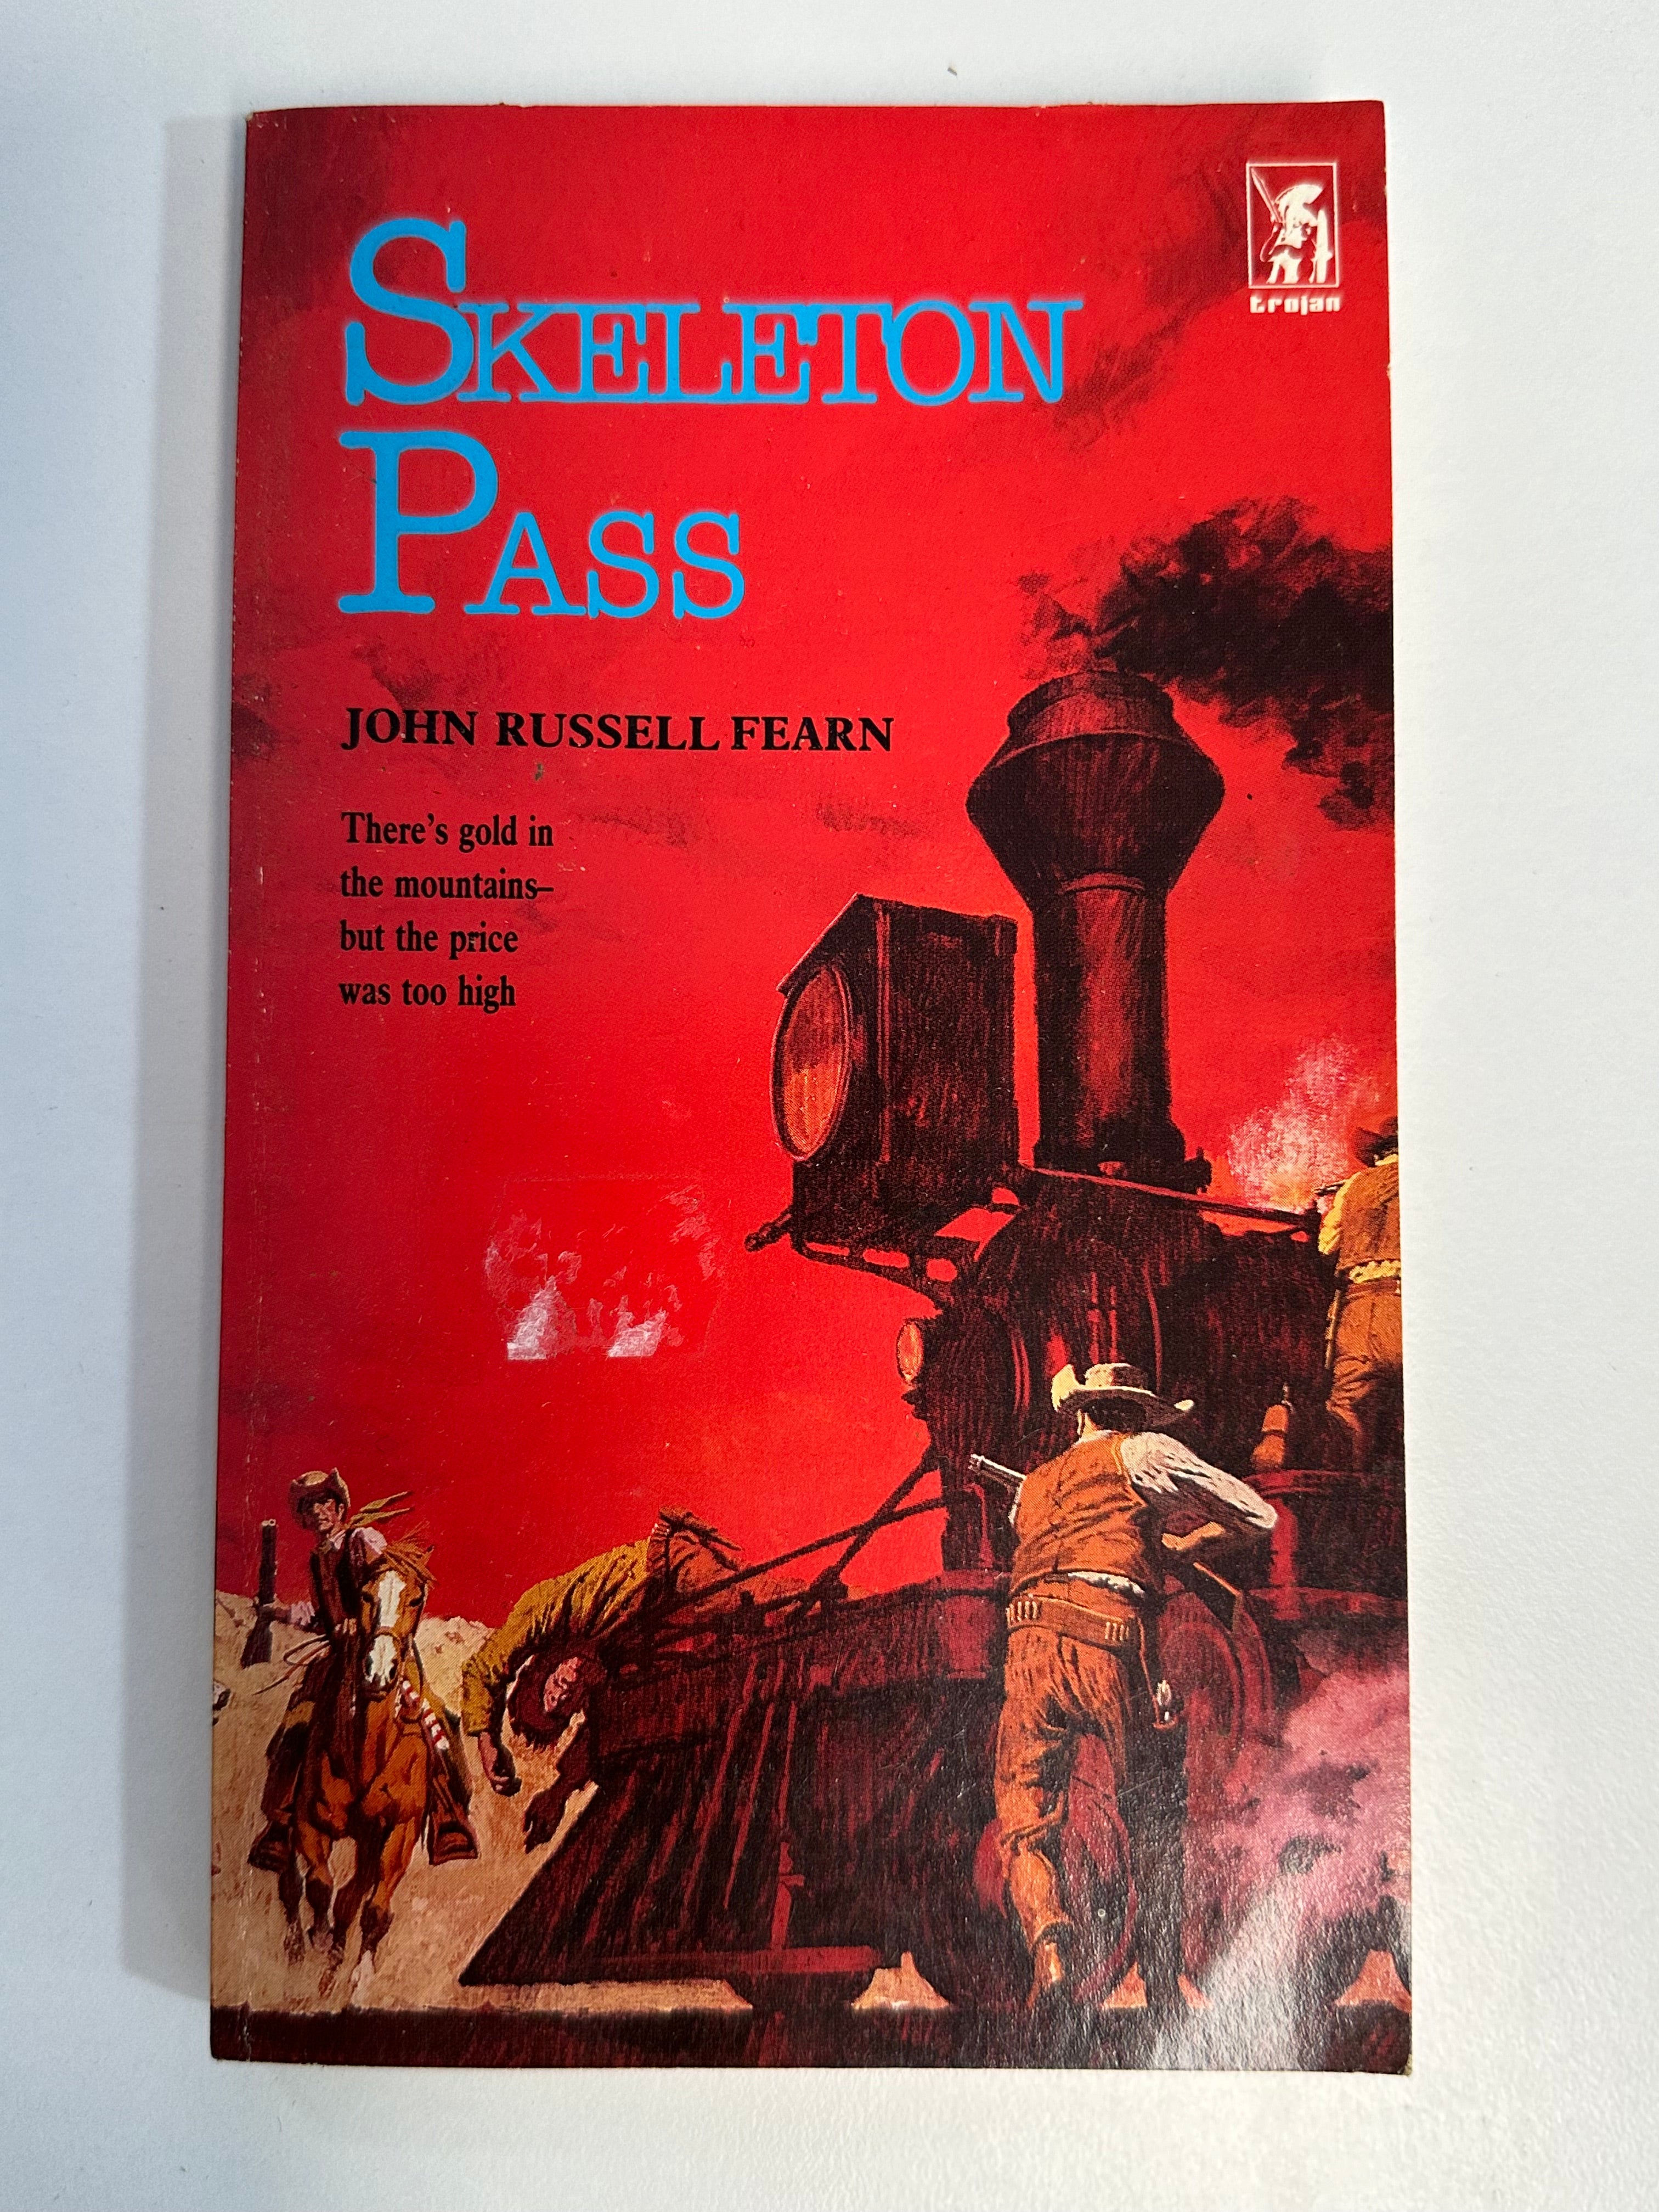 trojan
SKELETON
PASS
JOHN RUSSELL FEARN
There's gold in
the mountains–
but the price
was too high